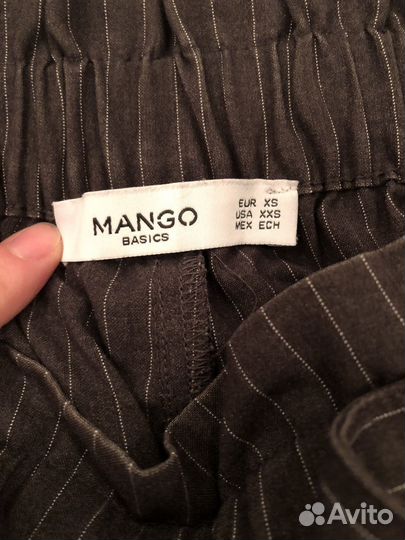 MANGO
BASICS
EUR XS
USA XXS
MEX ECH
Avito